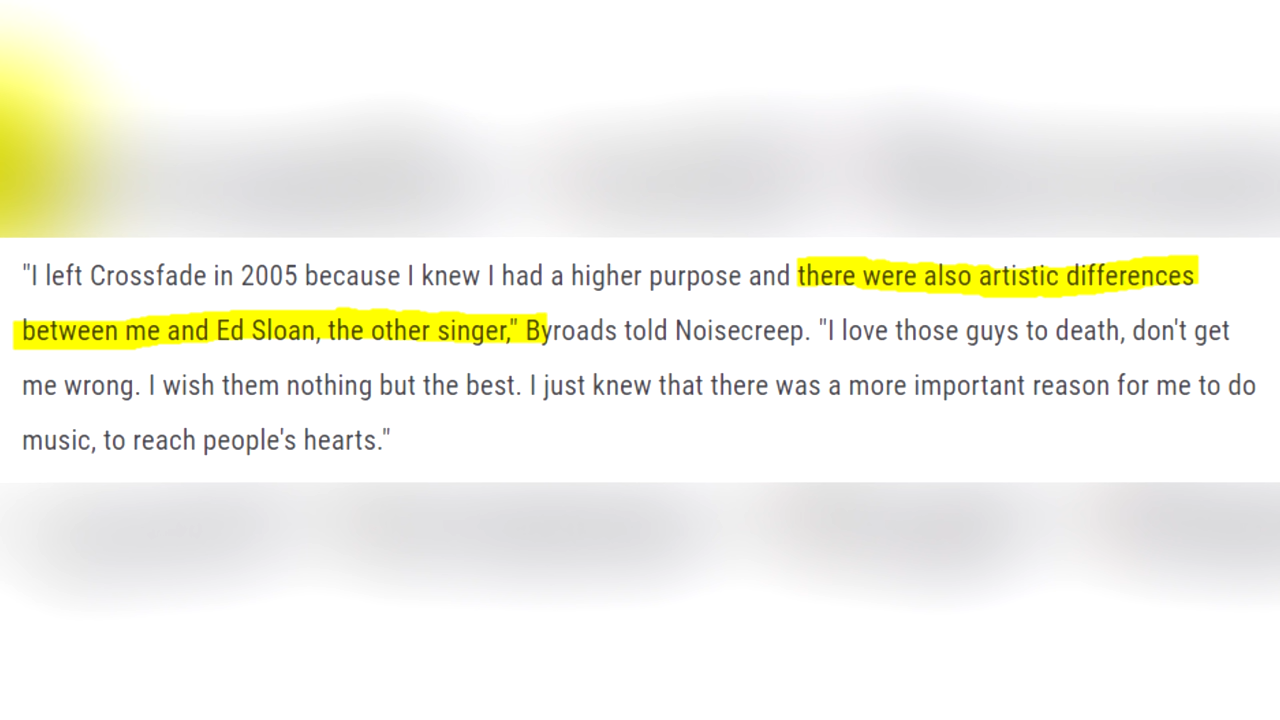 "I left Crossfade in 2005 because I knew I had a higher purpose and there were also artistic differences
between me and Ed Sloan, the other singer," Byroads told Noisecreep. "I love those guys to death, don't get
me wrong. I wish them nothing but the best. I just knew that there was a more important reason for me to do
music, to reach people's hearts."